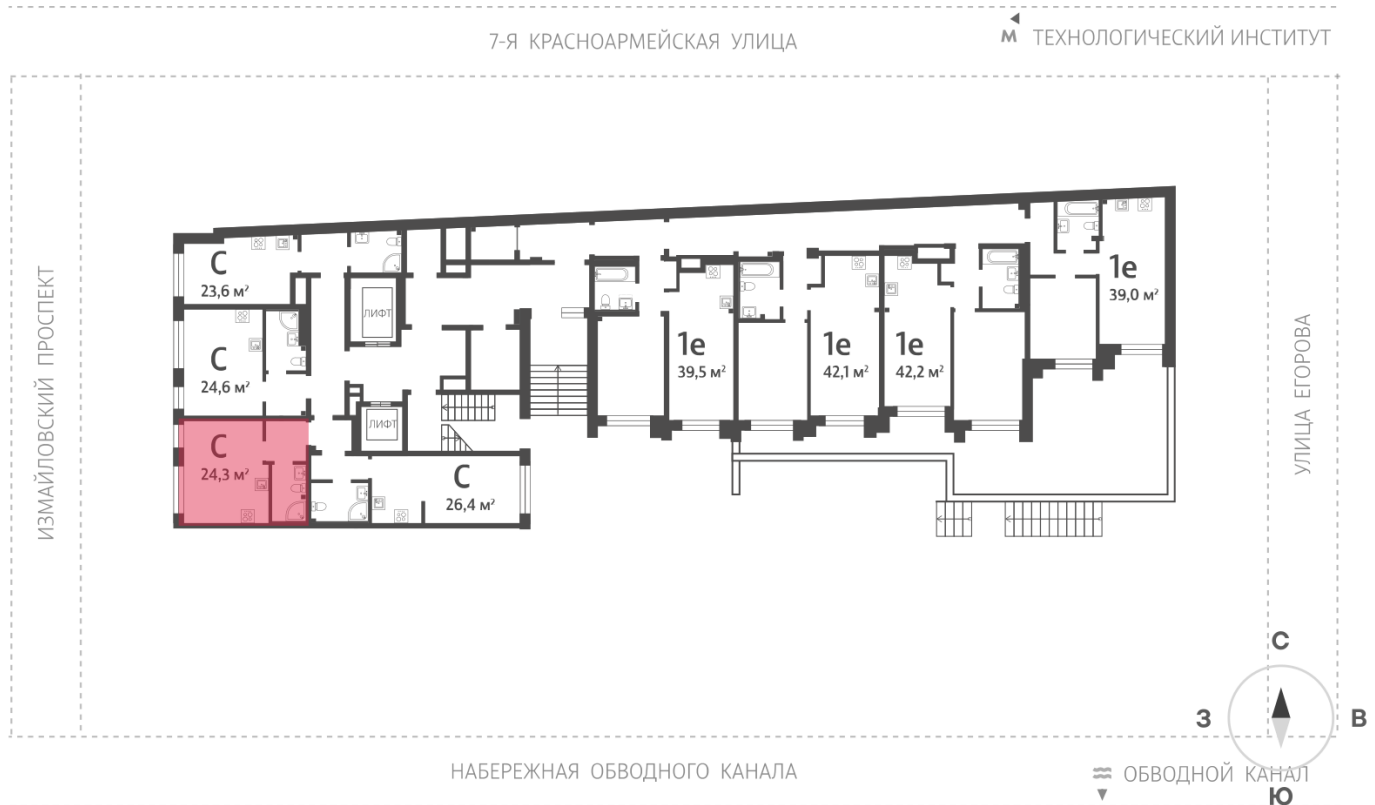 7-Я КРАСНОАРМЕЙСКАЯ УЛИЦА
М ТЕХНОЛОГИЧЕСКИЙ ИНСТИТУТ
ИЗМАЙЛОВСКИЙ ПРОСПЕКТ
С
23,6 м²
ЛИФТ
С
24,6 м²
С
24,3 м²
ЛИФТ
С
26,4 м²
1е
39,5 м²
1е
42,1 м²
1е
42,2 м²
1е
39,0 м²
УЛИЦА ЕГОРОВА
С
З
В
Ю
НАБЕРЕЖНАЯ ОБВОДНОГО КАНАЛА
ОБВОДНОЙ КАНАЛ